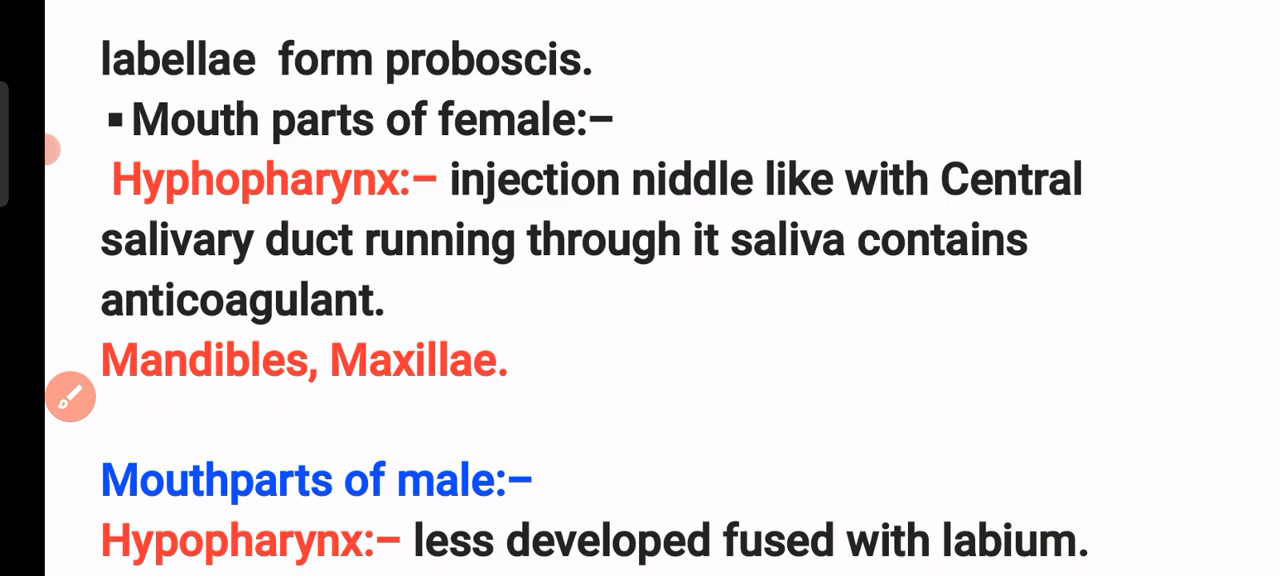 labellae form proboscis.
▪Mouth parts of female:–
Hyphopharynx:– injection niddle like with Central
salivary duct running through it saliva contains
anticoagulant.
Mandibles, Maxillae.
Mouthparts of male:–
Hypopharynx:– less developed fused with labium.